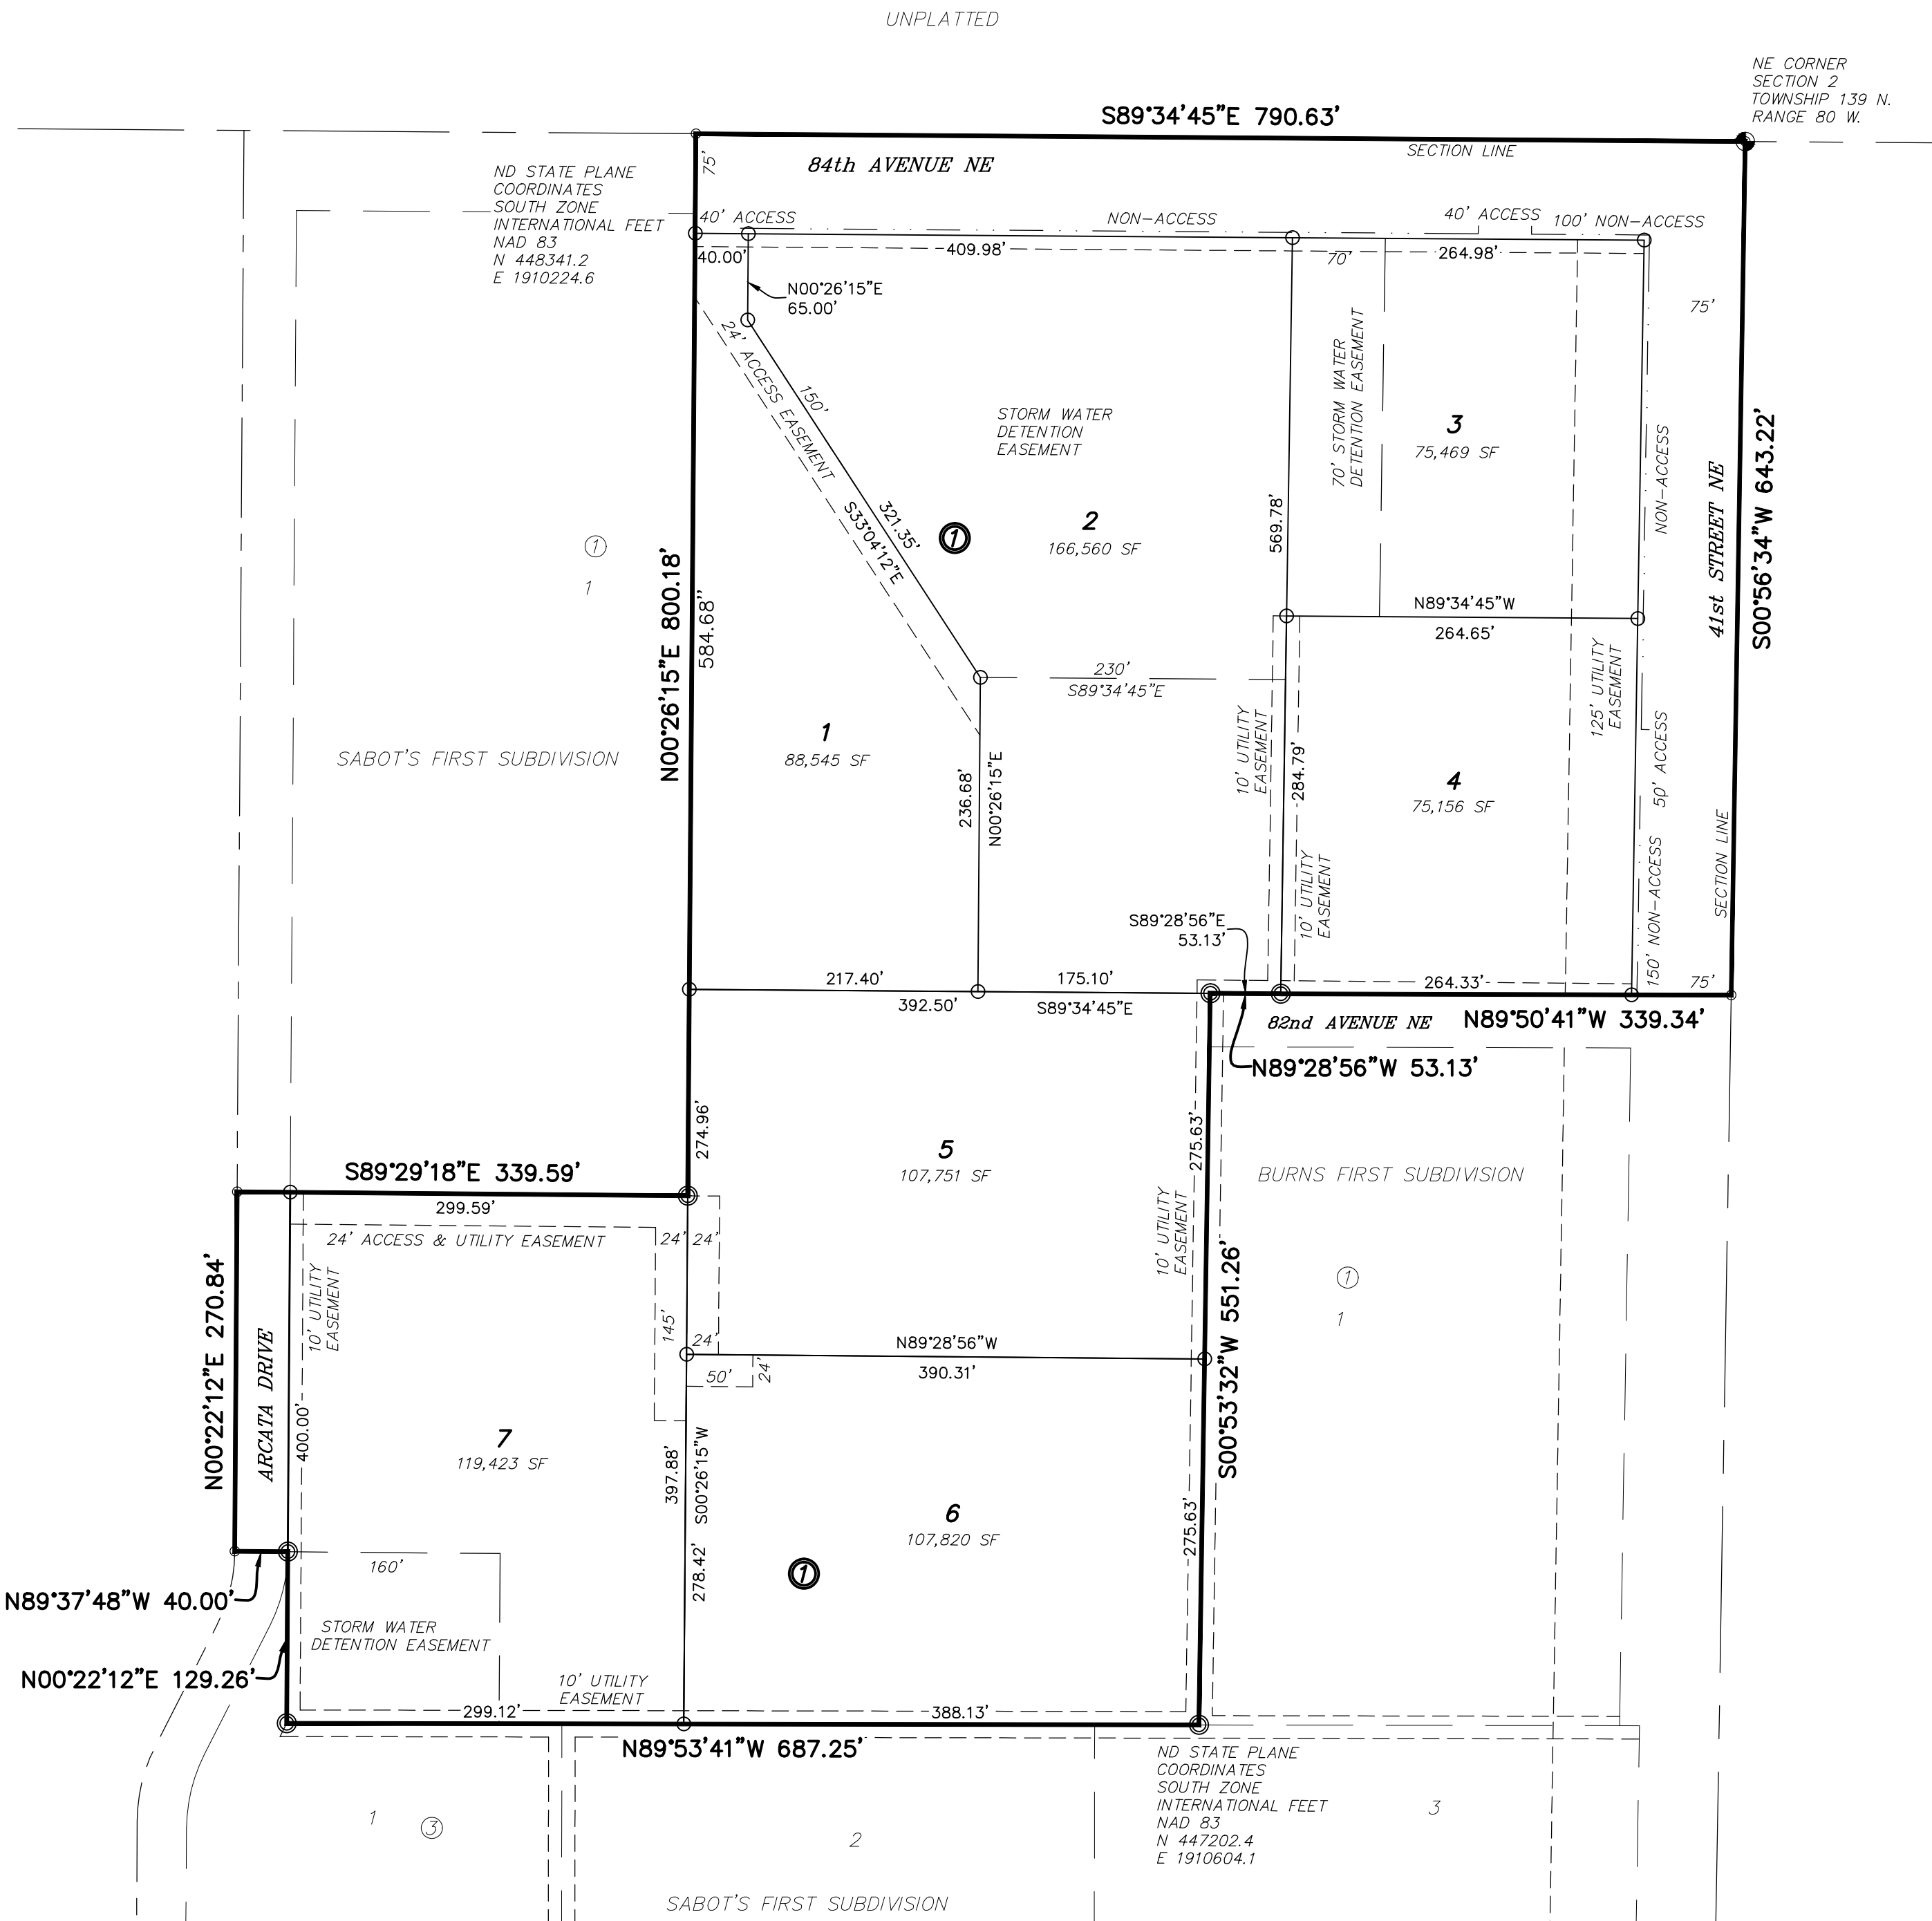 UNPLATTED
NE CORNER
SECTION 2
TOWNSHIP 139 N.
RANGE 80 W.
S89°34'45"E 790.63'
SECTION LINE
84th AVENUE NE
75'
ND STATE PLANE
COORDINATES
SOUTH ZONE
INTERNATIONAL FEET
NAD 83
N 448341.2
E 1910224.6
40' ACCESS
NON-ACCESS
40' ACCESS
100' NON-ACCESS
40.00'
409.98'
70'
264.98'
N00°26'15"E
65.00'
75'
24' ACCESS EASEMENT
150'
321.35'
S33°04'12"E
STORM WATER
DETENTION
EASEMENT
70' STORM WATER
DETENTION EASEMENT
3
75,469 SF
NON-ACCESS
41st STREET NE
S00°56'34"W 643.22'
1
2
166,560 SF
569.78'
1
1
N00°26'15"E 800.18'
584.68"
N89°34'45"W
264.65'
230'
S89°34'45"E
125' UTILITY
EASEMENT
10' UTILITY
EASEMENT
284.79'
1
88,545 SF
SABOT'S FIRST SUBDIVISION
236.68'
N00°26'15"E
4
75,156 SF
50' ACCESS
SECTION LINE
150' NON-ACCESS
10' UTILITY
EASEMENT
S89°28'56"E
53.13'
217.40'
175.10'
392.50'
S89°34'45"E
264.33'
75'
82nd AVENUE NE
N89°50'41"W 339.34'
N89°28'56"W 53.13'
274.96'
275.63'
5
107,751 SF
BURNS FIRST SUBDIVISION
S89°29'18"E 339.59'
299.59'
24' ACCESS & UTILITY EASEMENT
24'
24'
10' UTILITY
EASEMENT
10' UTILITY
EASEMENT
N00°22'12"E 270.84'
ARCATA DRIVE
400.00'
145'
24'
N89°28'56"W
390.31'
50'
24'
S00°53'32"W 551.26'
1
1
7
119,423 SF
397.88'
S00°26'15"W
6
107,820 SF
275.63'
1
278.42'
160'
N89°37'48"W 40.00'
STORM WATER
DETENTION EASEMENT
N00°22'12"E 129.26'
10' UTILITY
EASEMENT
299.12'
388.13'
N89°53'41"W 687.25'
ND STATE PLANE
COORDINATES
SOUTH ZONE
INTERNATIONAL FEET
NAD 83
N 447202.4
E 1910604.1
1
3
2
3
SABOT'S FIRST SUBDIVISION